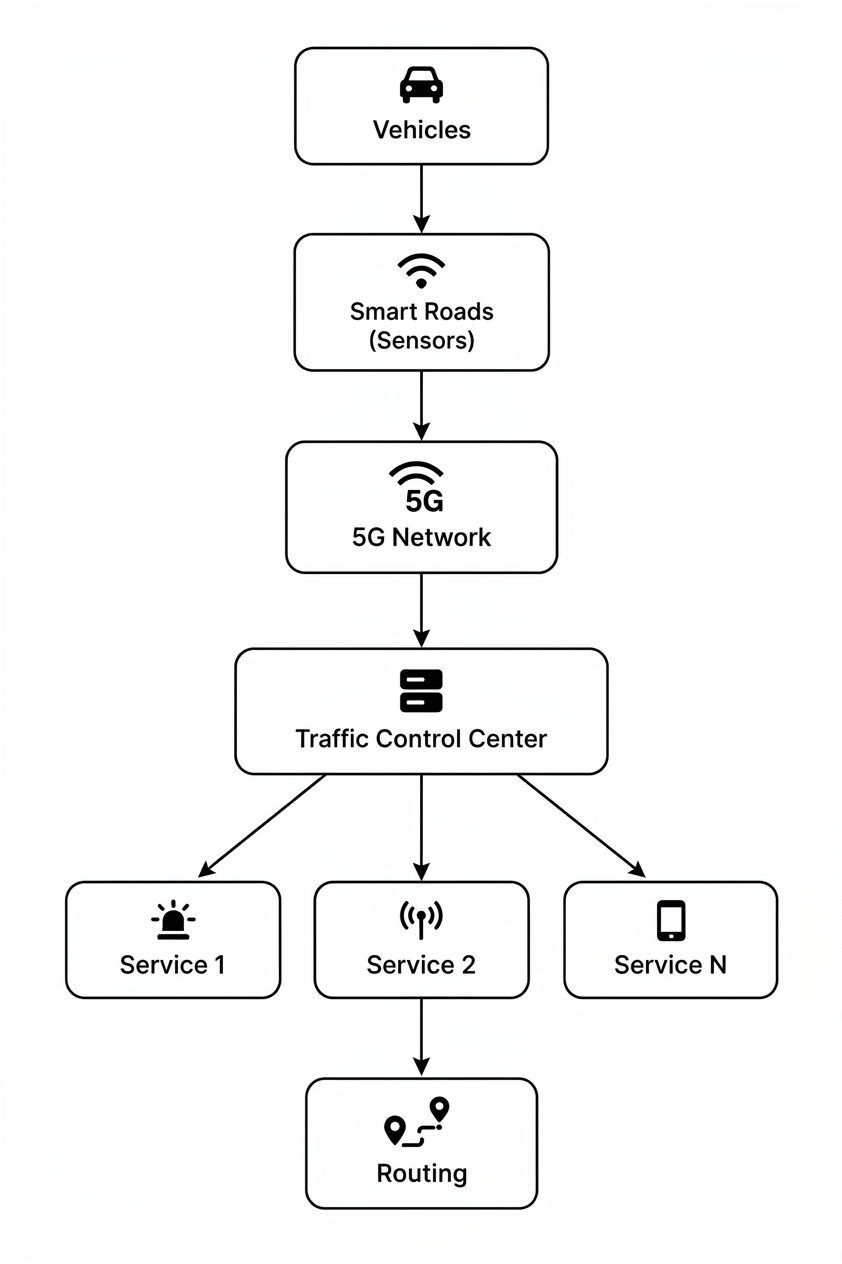 Vehicles
Smart Roads
(Sensors)
5G
5G Network
Traffic Control Center
Service 1
Service 2
Service N
Routing